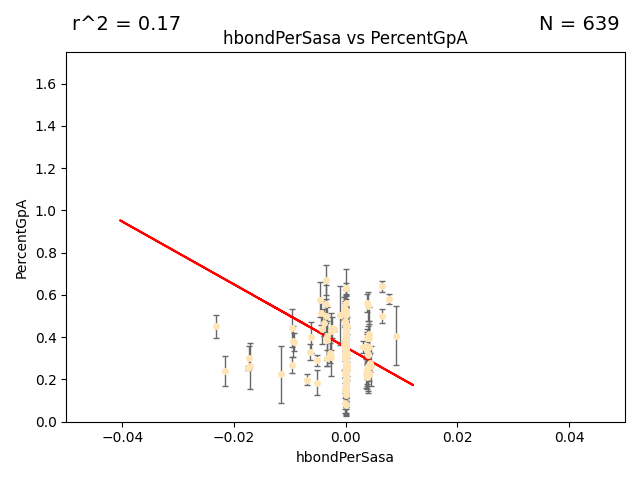 r^2 = 0.17
N = 639
hbondPerSasa vs PercentGpA
PercentGpA
1.6
1.4
1.2
1.0
0.8
0.6
0.4
0.2
0.0
−0.04 −0.02 0.00 0.02 0.04
hbondPerSasa